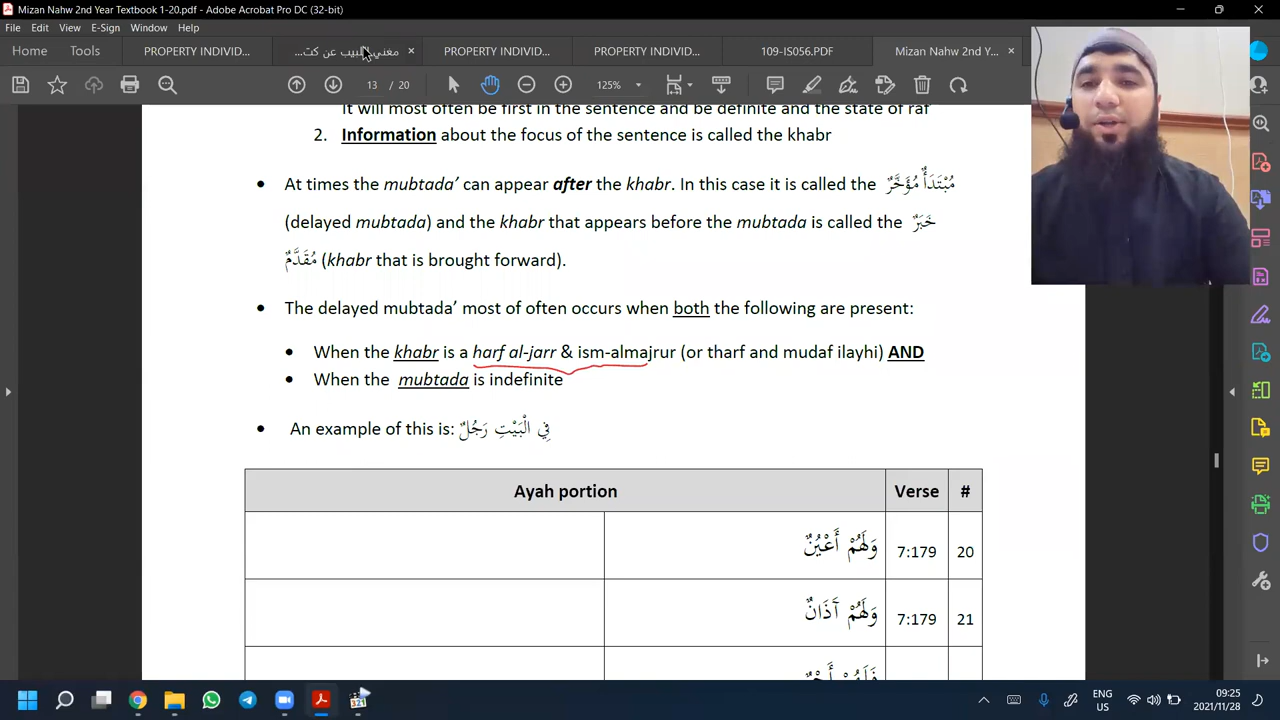 Mizan Nahw 2nd Year Textbook 1-20.pdf - Adobe Acrobat Pro DC (32-bit)
File Edit View E-Sign Window Help
Home Tools PROPERTY INDIVID... مغني اللبيب عن كت... PROPERTY INDIVID... PROPERTY INDIVID... 109-IS056.PDF Mizan Nahw 2nd Y...
13 / 20 125%
It will most often be first in the sentence and be definite and the state of raf
2. Information about the focus of the sentence is called the khabr
• At times the mubtada’ can appear after the khabr. In this case it is called the مُبْتَدَأٌ مُؤَخَّرٌ
(delayed mubtada) and the khabr that appears before the mubtada is called the خَبَرٌ
مُقَدَّمٌ (khabr that is brought forward).
• The delayed mubtada’ most of often occurs when both the following are present:
• When the khabr is a harf al-jarr & ism-almajrur (or tharf and mudaf ilayhi) AND
• When the mubtada is indefinite
• An example of this is: فِي الْبَيْتِ رَجُلٌ
Ayah portion Verse #
وَلَهُمْ أَعْيُنٌ 7:179 20
وَلَهُمْ آذَانٌ 7:179 21
فَلَهُمْ أَجْرٌ
ENG
US
09:25
2021/11/28